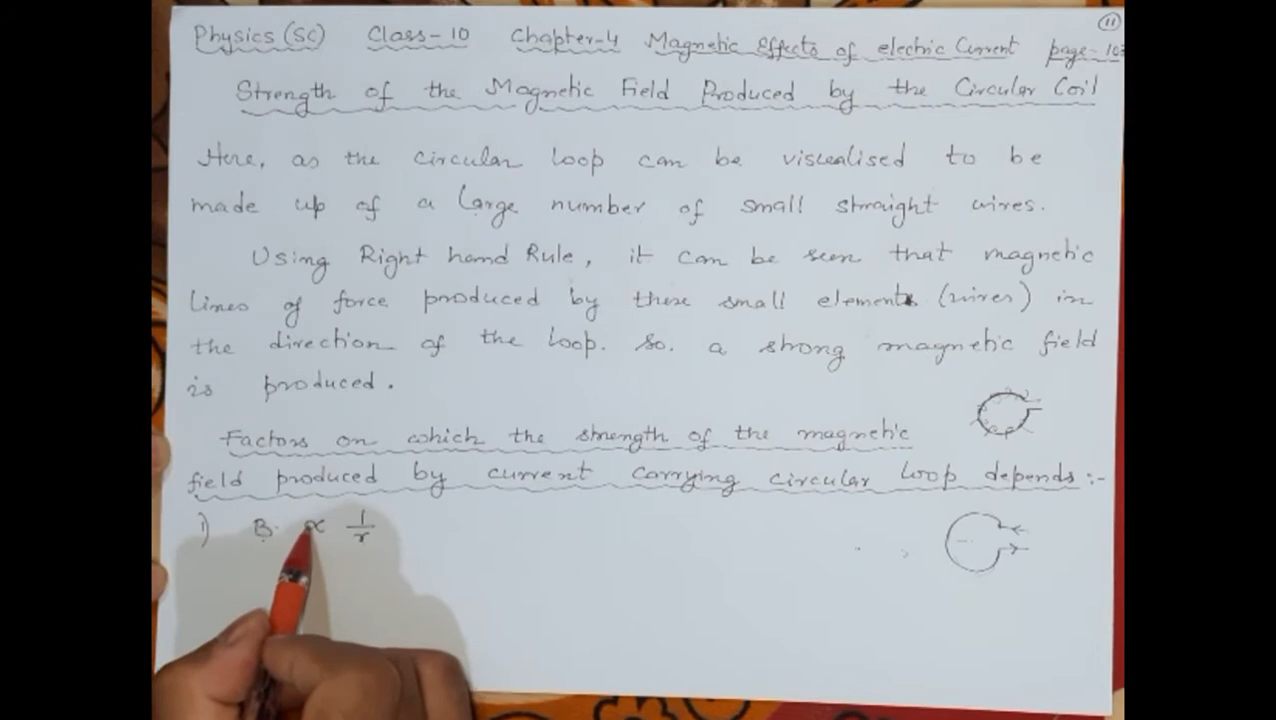 11
Physics (SC) Class-10 Chapter-4 Magnetic Effects of electric Current page-103
Strength of the Magnetic Field Produced by the Circular Coil
Here, as the circular loop can be viscealised to be
made up of a large number of small straight wires.
Using Right hand Rule, it can be seen that magnetic
lines of force produced by these small elements (wires) in
the direction of the loop. So. a strong magnetic field
is produced.
Factors on which the strength of the magnetic
field produced by current carrying circular loop depends :-
i) B ∝ 1/r